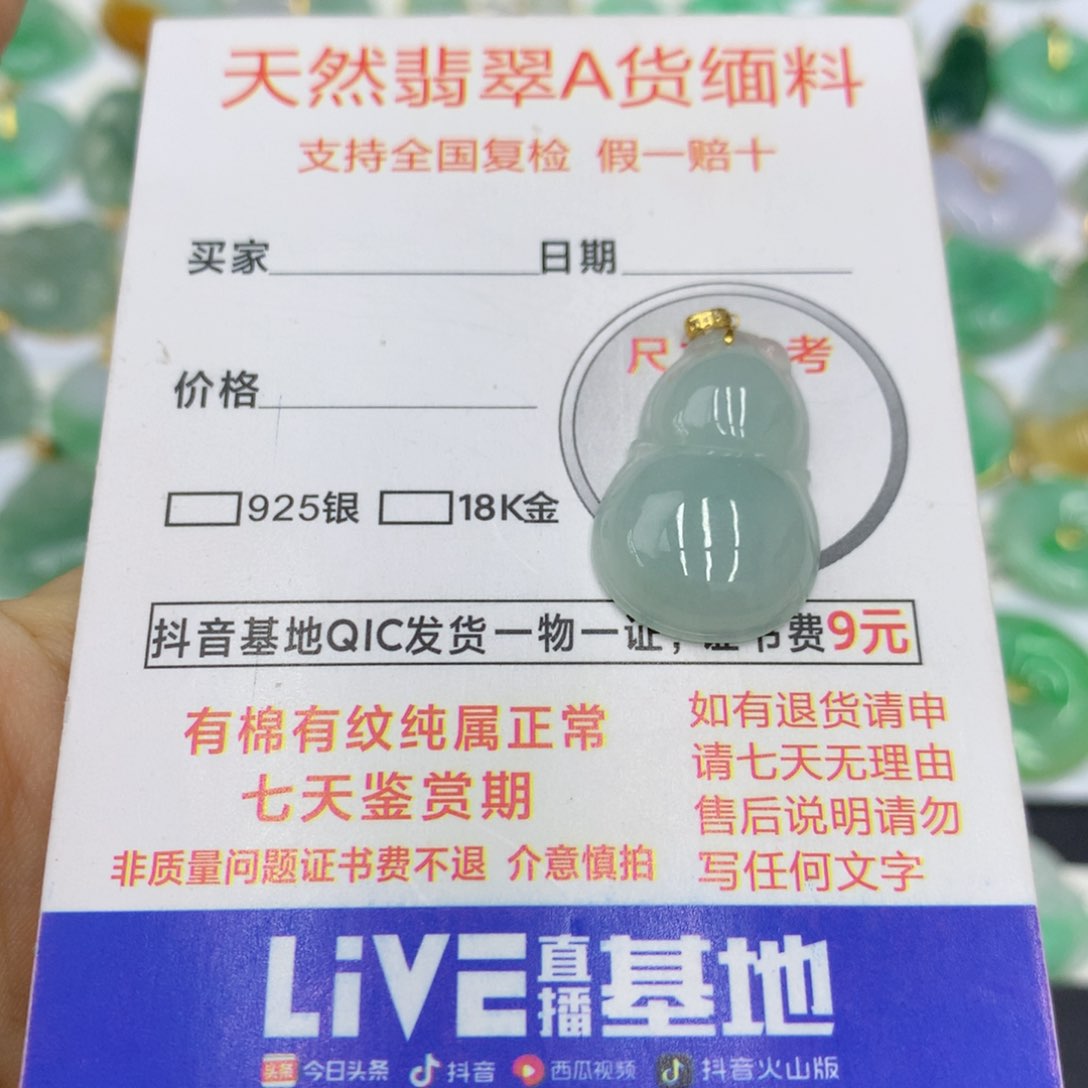 天然翡翠A货缅料
支持全国复检 假一赔十
买家 日期
价格
尺 考
925银 18K金
抖音基地QIC发货一物一证，证书费9元
有棉有纹纯属正常
七天鉴赏期
非质量问题证书费不退 介意慎拍
如有退货请申
请七天无理由
售后说明请勿
写任何文字
LiVE直播基地
头条 今日头条 抖音 西瓜视频 抖音火山版